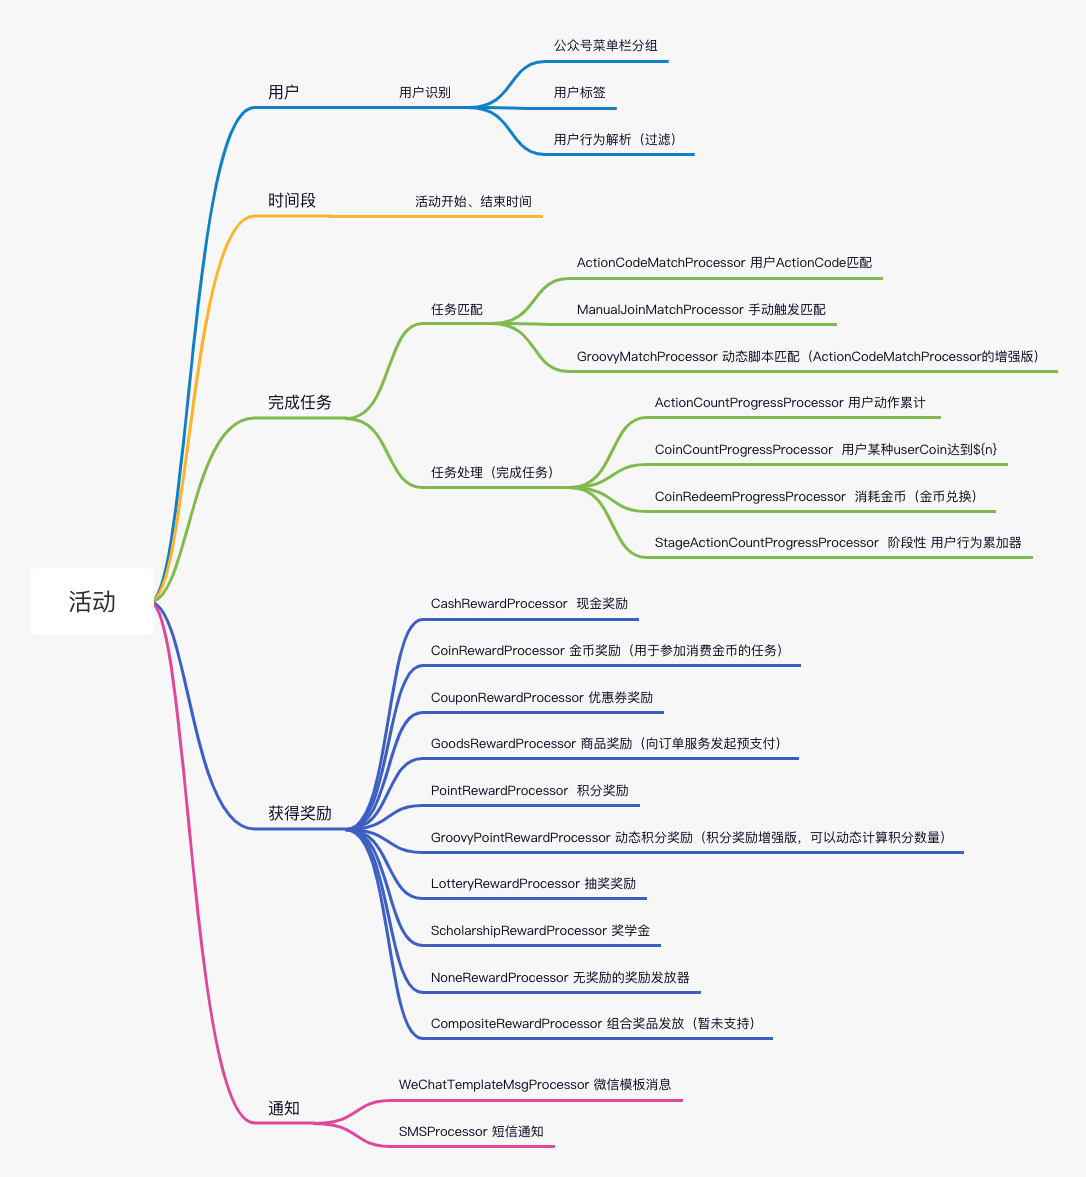 公众号菜单栏分组
用户
用户识别
用户标签
用户行为解析（过滤）
时间段
活动开始、结束时间
ActionCodeMatchProcessor 用户ActionCode匹配
任务匹配
ManualJoinMatchProcessor 手动触发匹配
GroovyMatchProcessor 动态脚本匹配（ActionCodeMatchProcessor的增强版）
完成任务
ActionCountProgressProcessor 用户动作累计
CoinCountProgressProcessor  用户某种userCoin达到${n}
任务处理（完成任务）
CoinRedeemProgressProcessor  消耗金币（金币兑换）
StageActionCountProgressProcessor  阶段性 用户行为累加器
活动
CashRewardProcessor  现金奖励
CoinRewardProcessor 金币奖励（用于参加消费金币的任务）
CouponRewardProcessor 优惠券奖励
GoodsRewardProcessor 商品奖励（向订单服务发起预支付）
PointRewardProcessor  积分奖励
获得奖励
GroovyPointRewardProcessor 动态积分奖励（积分奖励增强版，可以动态计算积分数量）
LotteryRewardProcessor 抽奖奖励
ScholarshipRewardProcessor 奖学金
NoneRewardProcessor 无奖励的奖励发放器
CompositeRewardProcessor 组合奖品发放（暂未支持）
WeChatTemplateMsgProcessor 微信模板消息
通知
SMSProcessor 短信通知